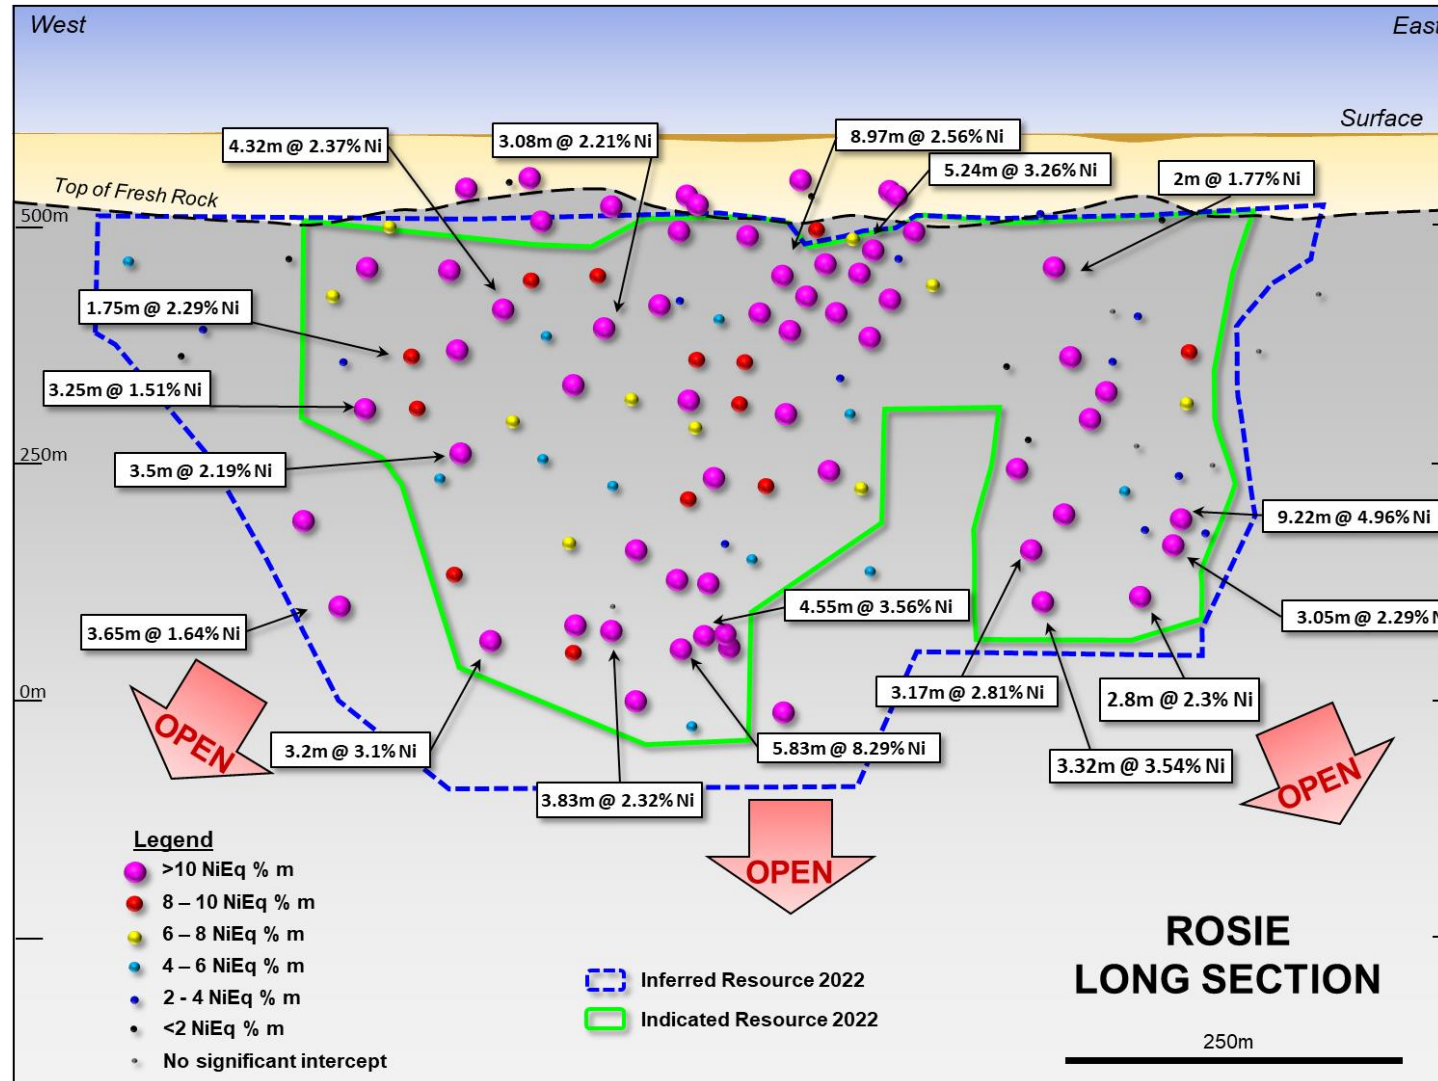 West
East
Surface
4.32m @ 2.37% Ni
3.08m @ 2.21% Ni
8.97m @ 2.56% Ni
5.24m @ 3.26% Ni
2m @ 1.77% Ni
Top of Fresh Rock
500m
1.75m @ 2.29% Ni
3.25m @ 1.51% Ni
250m
3.5m @ 2.19% Ni
9.22m @ 4.96% Ni
3.65m @ 1.64% Ni
4.55m @ 3.56% Ni
3.05m @ 2.29% N
0m
3.17m @ 2.81% Ni
2.8m @ 2.3% Ni
OPEN
3.2m @ 3.1% Ni
5.83m @ 8.29% Ni
3.32m @ 3.54% Ni
OPEN
3.83m @ 2.32% Ni
OPEN
Legend
>10 NiEq % m
8 – 10 NiEq % m
6 – 8 NiEq % m
4 – 6 NiEq % m
2 - 4 NiEq % m
<2 NiEq % m
No significant intercept
Inferred Resource 2022
Indicated Resource 2022
ROSIE
LONG SECTION
250m